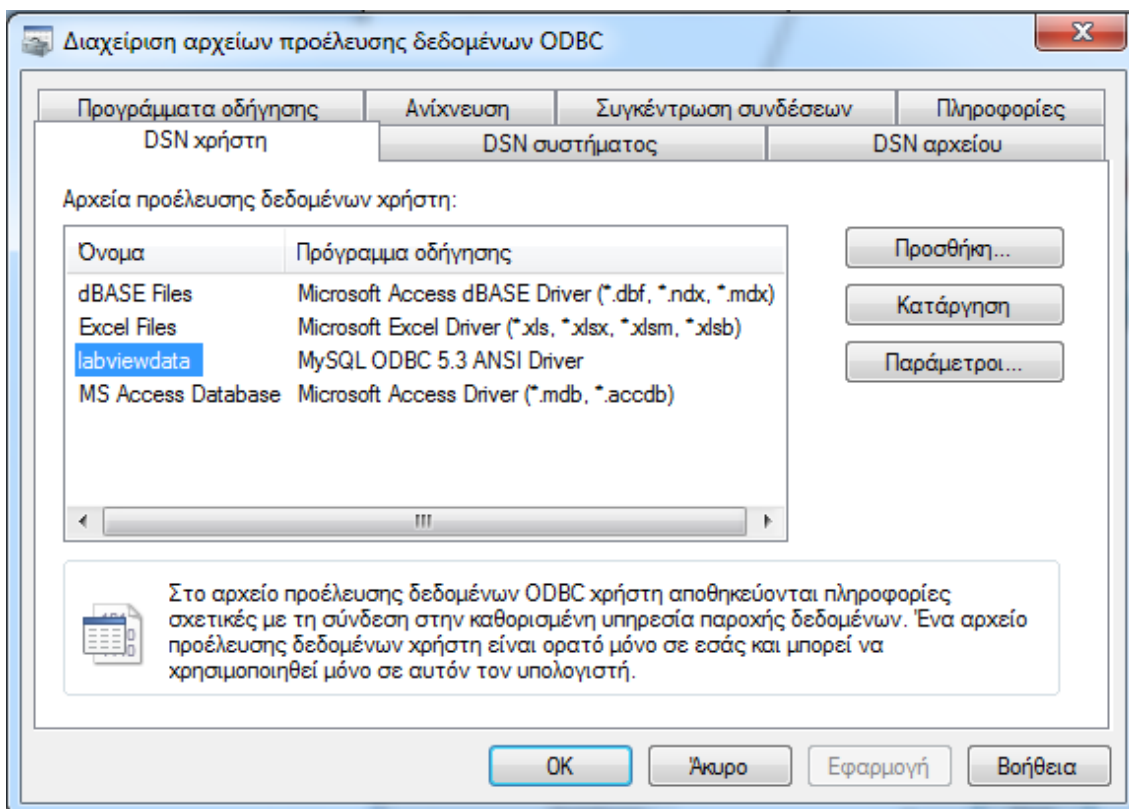 Διαχείριση αρχείων προέλευσης δεδομένων ODBC
Προγράμματα οδήγησης Ανίχνευση Συγκέντρωση συνδέσεων Πληροφορίες
DSN χρήστη DSN συστήματος DSN αρχείου
Αρχεία προέλευσης δεδομένων χρήστη:
Όνομα Πρόγραμμα οδήγησης
dBASE Files Microsoft Access dBASE Driver (*.dbf, *.ndx, *.mdx)
Excel Files Microsoft Excel Driver (*.xls, *.xlsx, *.xlsm, *.xlsb)
labviewdata MySQL ODBC 5.3 ANSI Driver
MS Access Database Microsoft Access Driver (*.mdb, *.accdb)
Προσθήκη...
Κατάργηση
Παράμετροι...
Στο αρχείο προέλευσης δεδομένων ODBC χρήστη αποθηκεύονται πληροφορίες
σχετικές με τη σύνδεση στην καθορισμένη υπηρεσία παροχής δεδομένων. Ένα αρχείο
προέλευσης δεδομένων χρήστη είναι ορατό μόνο σε εσάς και μπορεί να
χρησιμοποιηθεί μόνο σε αυτόν τον υπολογιστή.
OK Άκυρο Εφαρμογή Βοήθεια